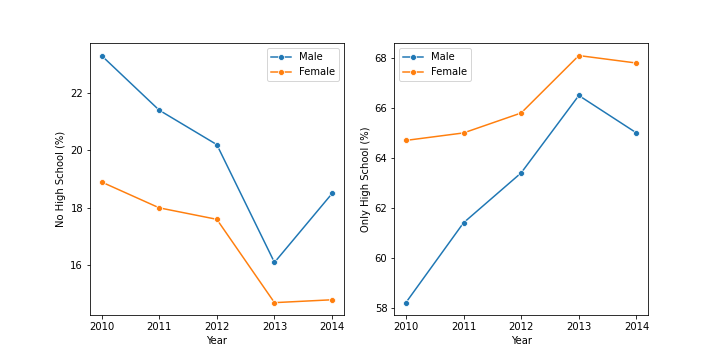 Male
Female
22
20
18
16
No High School (%)
2010 2011 2012 2013 2014
Year
Male
Female
68
66
64
62
60
58
Only High School (%)
2010 2011 2012 2013 2014
Year